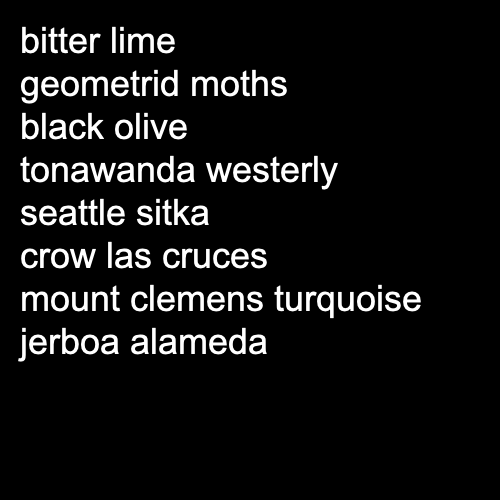 bitter lime
geometrid moths
black olive
tonawanda westerly
seattle sitka
crow las cruces
mount clemens turquoise
jerboa alameda